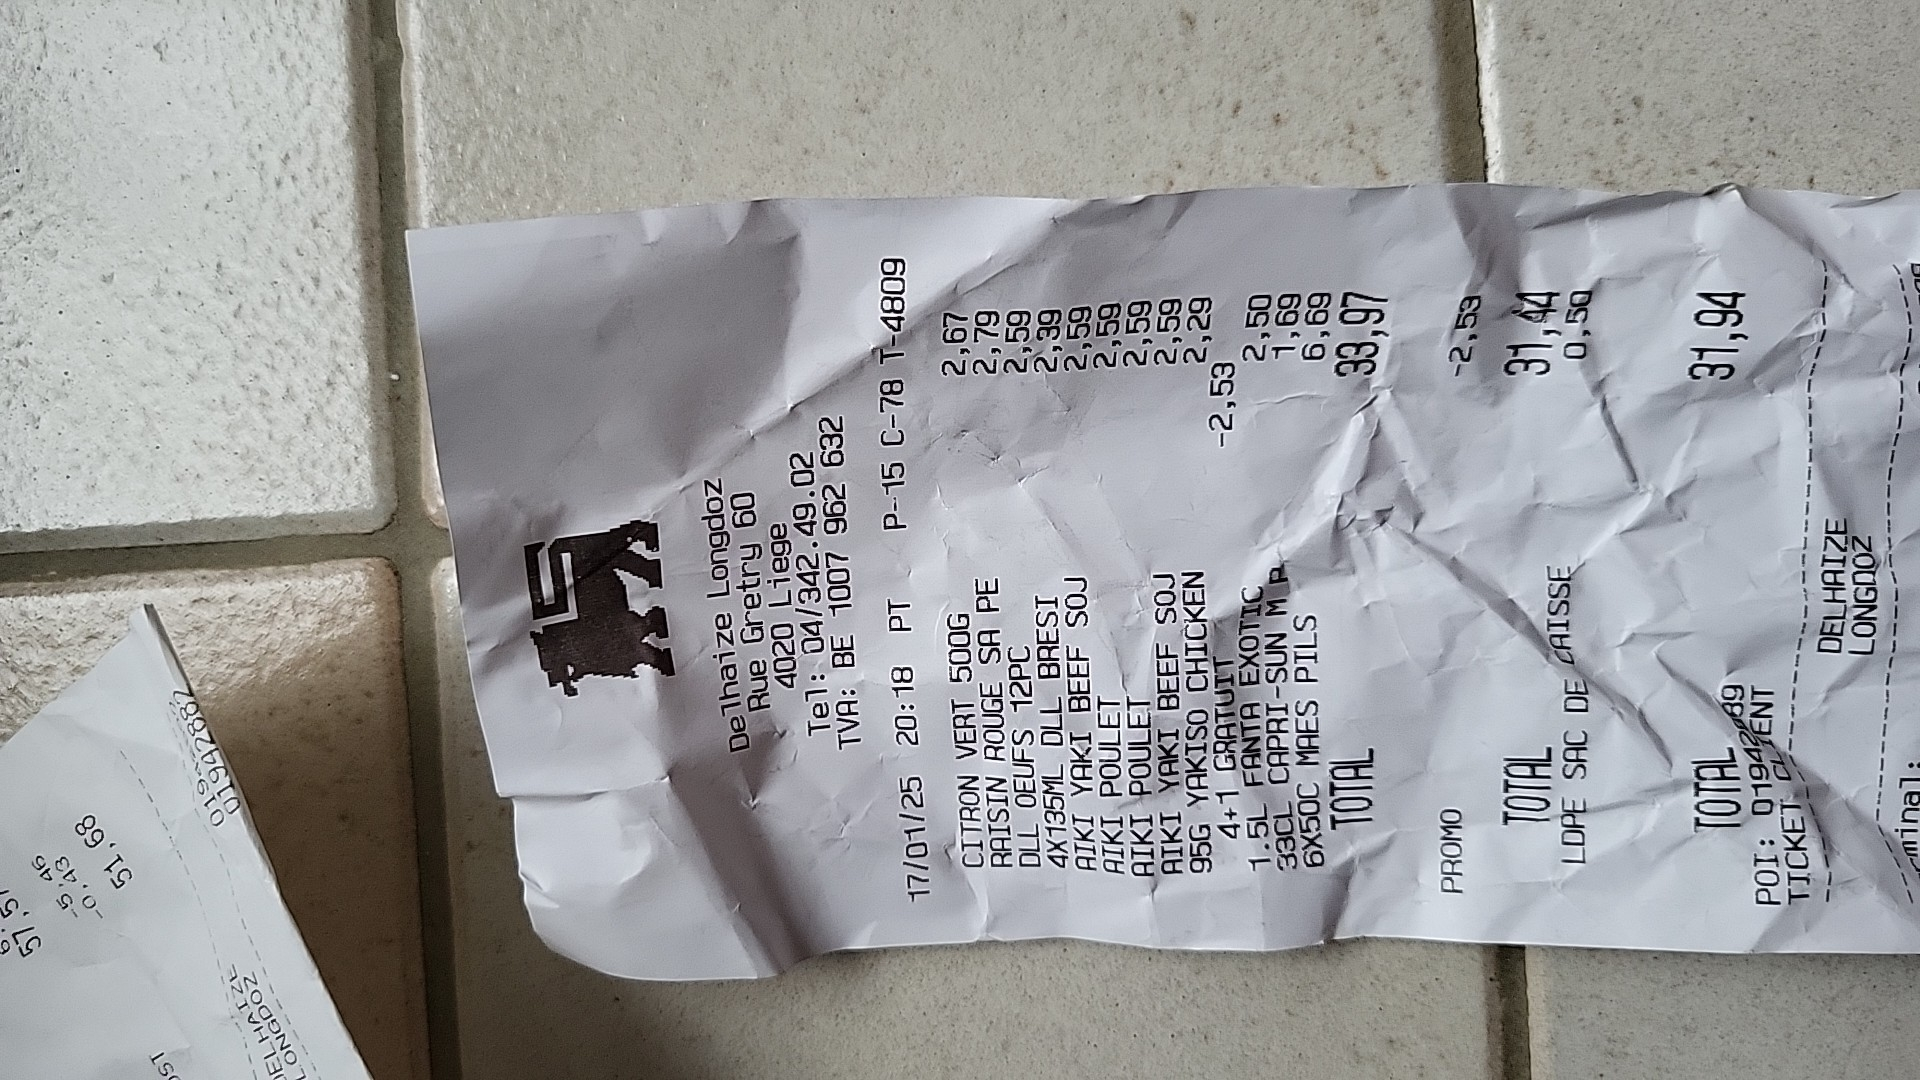 Delhaize Longdoz
Rue Gretry 60
4020 Liege
Tel: 04/342.49.02
TVA: BE 1007 962 632
17/01/25 20:18 PT P-15 C-78 T-4809
CITRON VERT 500G 2,67
RAISIN ROUGE SA PE 2,79
DLL OEUFS 12PC 2,59
4X135ML DLL BRESI 2,39
AIKI YAKI BEEF SOJ 2,59
AIKI POULET 2,59
AIKI POULET 2,59
AIKI YAKI BEEF SOJ 2,59
95G YAKISO CHICKEN 2,29
4+1 GRATUIT -2,53
1.5L FANTA EXOTIC 2,50
33CL CAPRI-SUN M P 1,69
6X50C MAES PILS 6,69
TOTAL 33,97
PROMO -2,53
TOTAL 31,44
LDPE SAC DE CAISSE 0,50
TOTAL 31,94
POI: 01942089
TICKET CLIENT
DELHAIZE
LONGDOZ
57,5
-5,46
-0,43
51,68
DELHAIZE
LONGDOZ